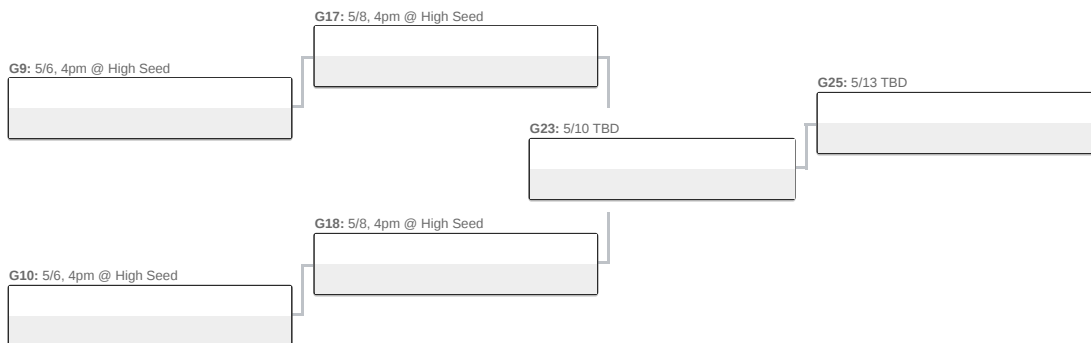 G17: 5/8, 4pm @ High Seed
G9: 5/6, 4pm @ High Seed
G25: 5/13 TBD
G23: 5/10 TBD
G18: 5/8, 4pm @ High Seed
G10: 5/6, 4pm @ High Seed